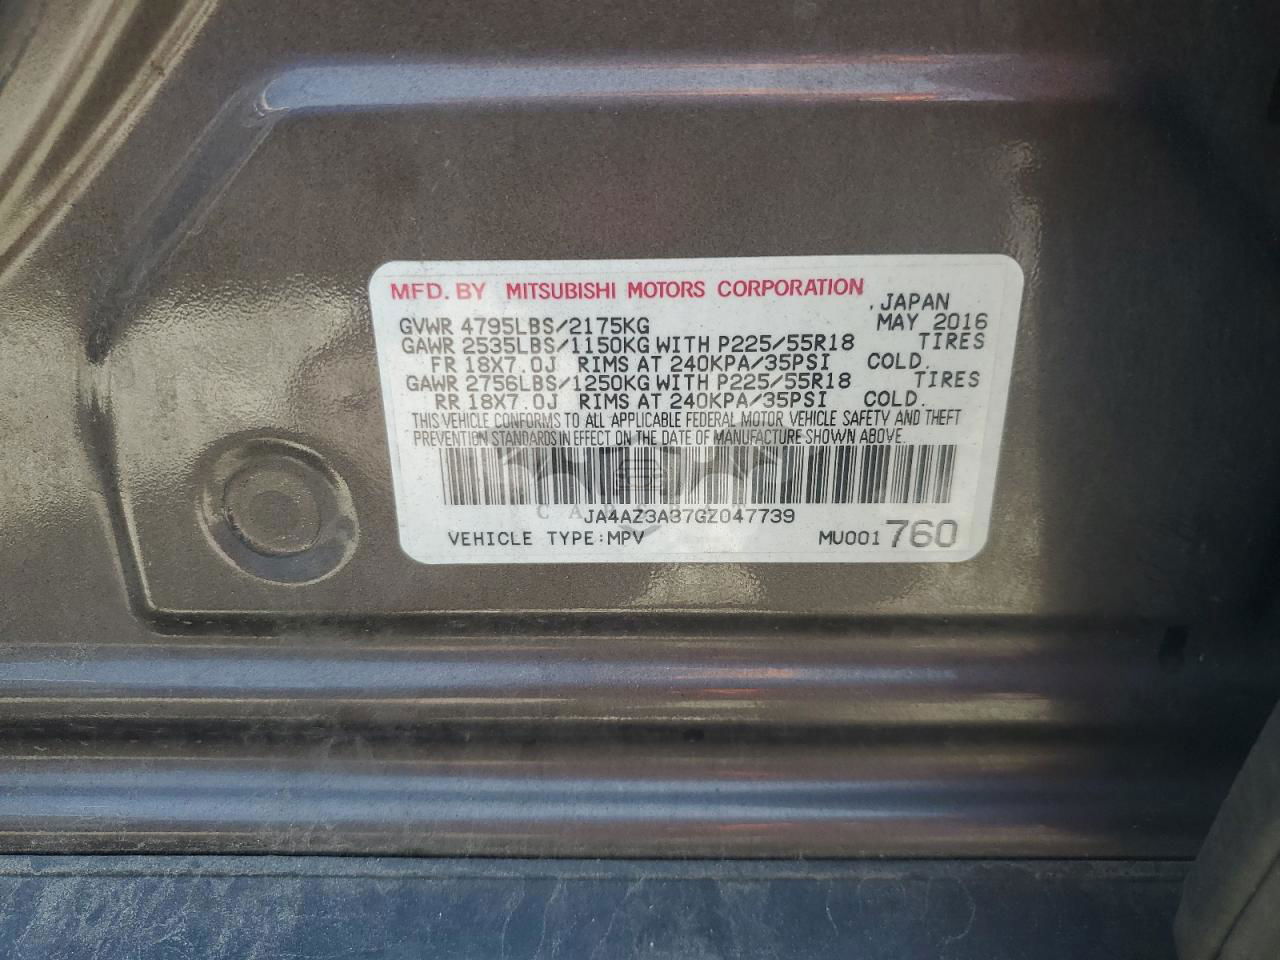 MFD. BY MITSUBISHI MOTORS CORPORATION
, JAPAN
GVWR 4795LBS/2175KG MAY 2016
GAWR 2535LBS/1150KG WITH P225/55R18 TIRES
FR 18X7.0J RIMS AT 240KPA/35PSI COLD.
GAWR 2756LBS/1250KG WITH P225/55R18 TIRES
RR 18X7.0J RIMS AT 240KPA/35PSI COLD.
THIS VEHICLE CONFORMS TO ALL APPLICABLE FEDERAL MOTOR VEHICLE SAFETY AND THEFT
PREVENTION STANDARDS IN EFFECT ON THE DATE OF MANUFACTURE SHOWN ABOVE.
JA4AZ3A37GZ047739
VEHICLE TYPE:MPV MU001 760